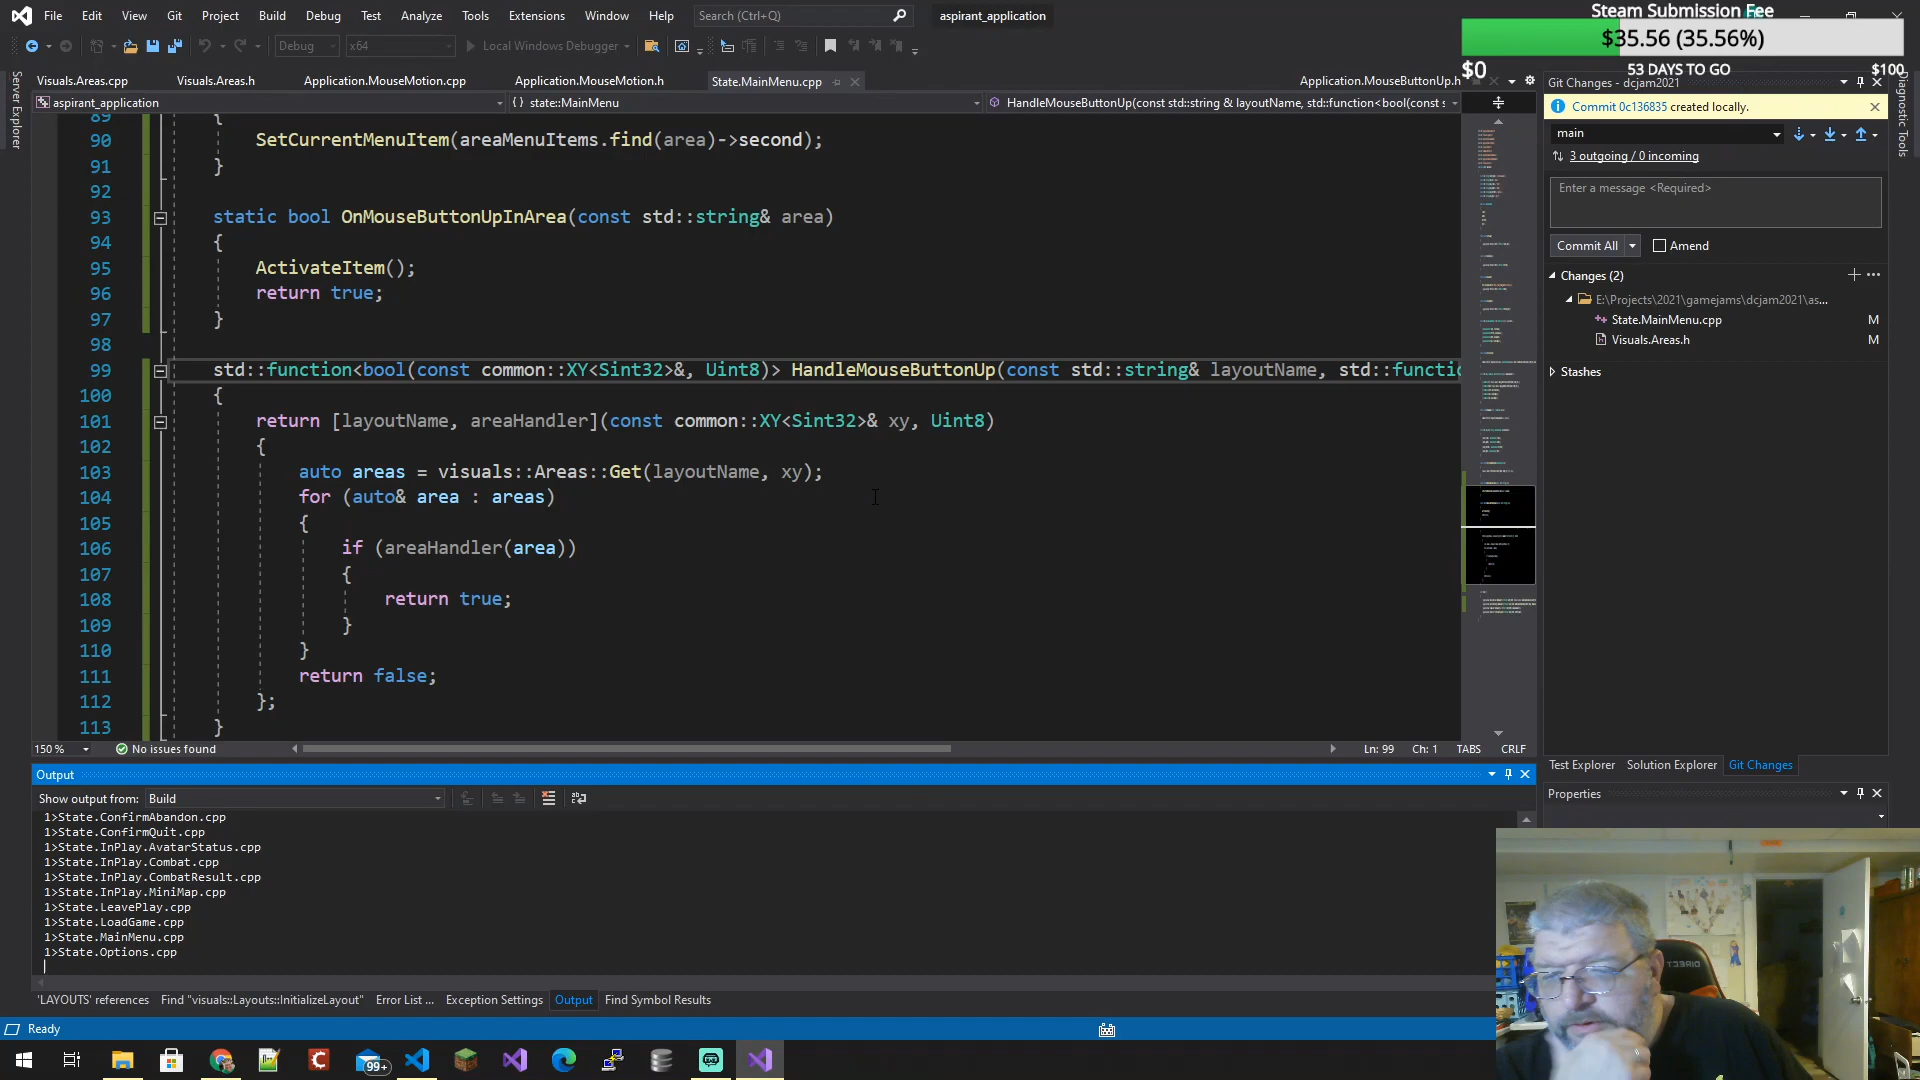 File Edit View Git Project Build Debug Test Analyze Tools Extensions Window Help Search (Ctrl+Q) aspirant_application
Steam Submission Fee
$35.56 (35.56%)
$0 53 DAYS TO GO $100
Debug x64 Local Windows Debugger
Server Explorer
Visuals.Areas.cpp Visuals.Areas.h Application.MouseMotion.cpp Application.MouseMotion.h State.MainMenu.cpp Application.MouseButtonUp.h
aspirant_application {} state::MainMenu HandleMouseButtonUp(const std::string & layoutName, std::function<bool(const s
89 {
90 SetCurrentMenuItem(areaMenuItems.find(area)->second);
91 }
92
93 static bool OnMouseButtonUpInArea(const std::string& area)
94 {
95 ActivateItem();
96 return true;
97 }
98
99 std::function<bool(const common::XY<Sint32>&, Uint8)> HandleMouseButtonUp(const std::string& layoutName, std::functio
100 {
101 return [layoutName, areaHandler](const common::XY<Sint32>& xy, Uint8)
102 {
103 auto areas = visuals::Areas::Get(layoutName, xy);
104 for (auto& area : areas)
105 {
106 if (areaHandler(area))
107 {
108 return true;
109 }
110 }
111 return false;
112 };
113 }
150 % No issues found Ln: 99 Ch: 1 TABS CRLF
Git Changes - dcjam2021
Commit 0c136835 created locally.
main
3 outgoing / 0 incoming
Enter a message <Required>
Commit All Amend
Changes (2)
E:\Projects\2021\gamejams\dcjam2021\as...
State.MainMenu.cpp M
Visuals.Areas.h M
Stashes
Diagnostic Tools
Test Explorer Solution Explorer Git Changes
Properties
Output
Show output from: Build
1>State.ConfirmAbandon.cpp
1>State.ConfirmQuit.cpp
1>State.InPlay.AvatarStatus.cpp
1>State.InPlay.Combat.cpp
1>State.InPlay.CombatResult.cpp
1>State.InPlay.MiniMap.cpp
1>State.LeavePlay.cpp
1>State.LoadGame.cpp
1>State.MainMenu.cpp
1>State.Options.cpp
'LAYOUTS' references Find "visuals::Layouts::InitializeLayout" Error List ... Exception Settings Output Find Symbol Results
Ready
99+